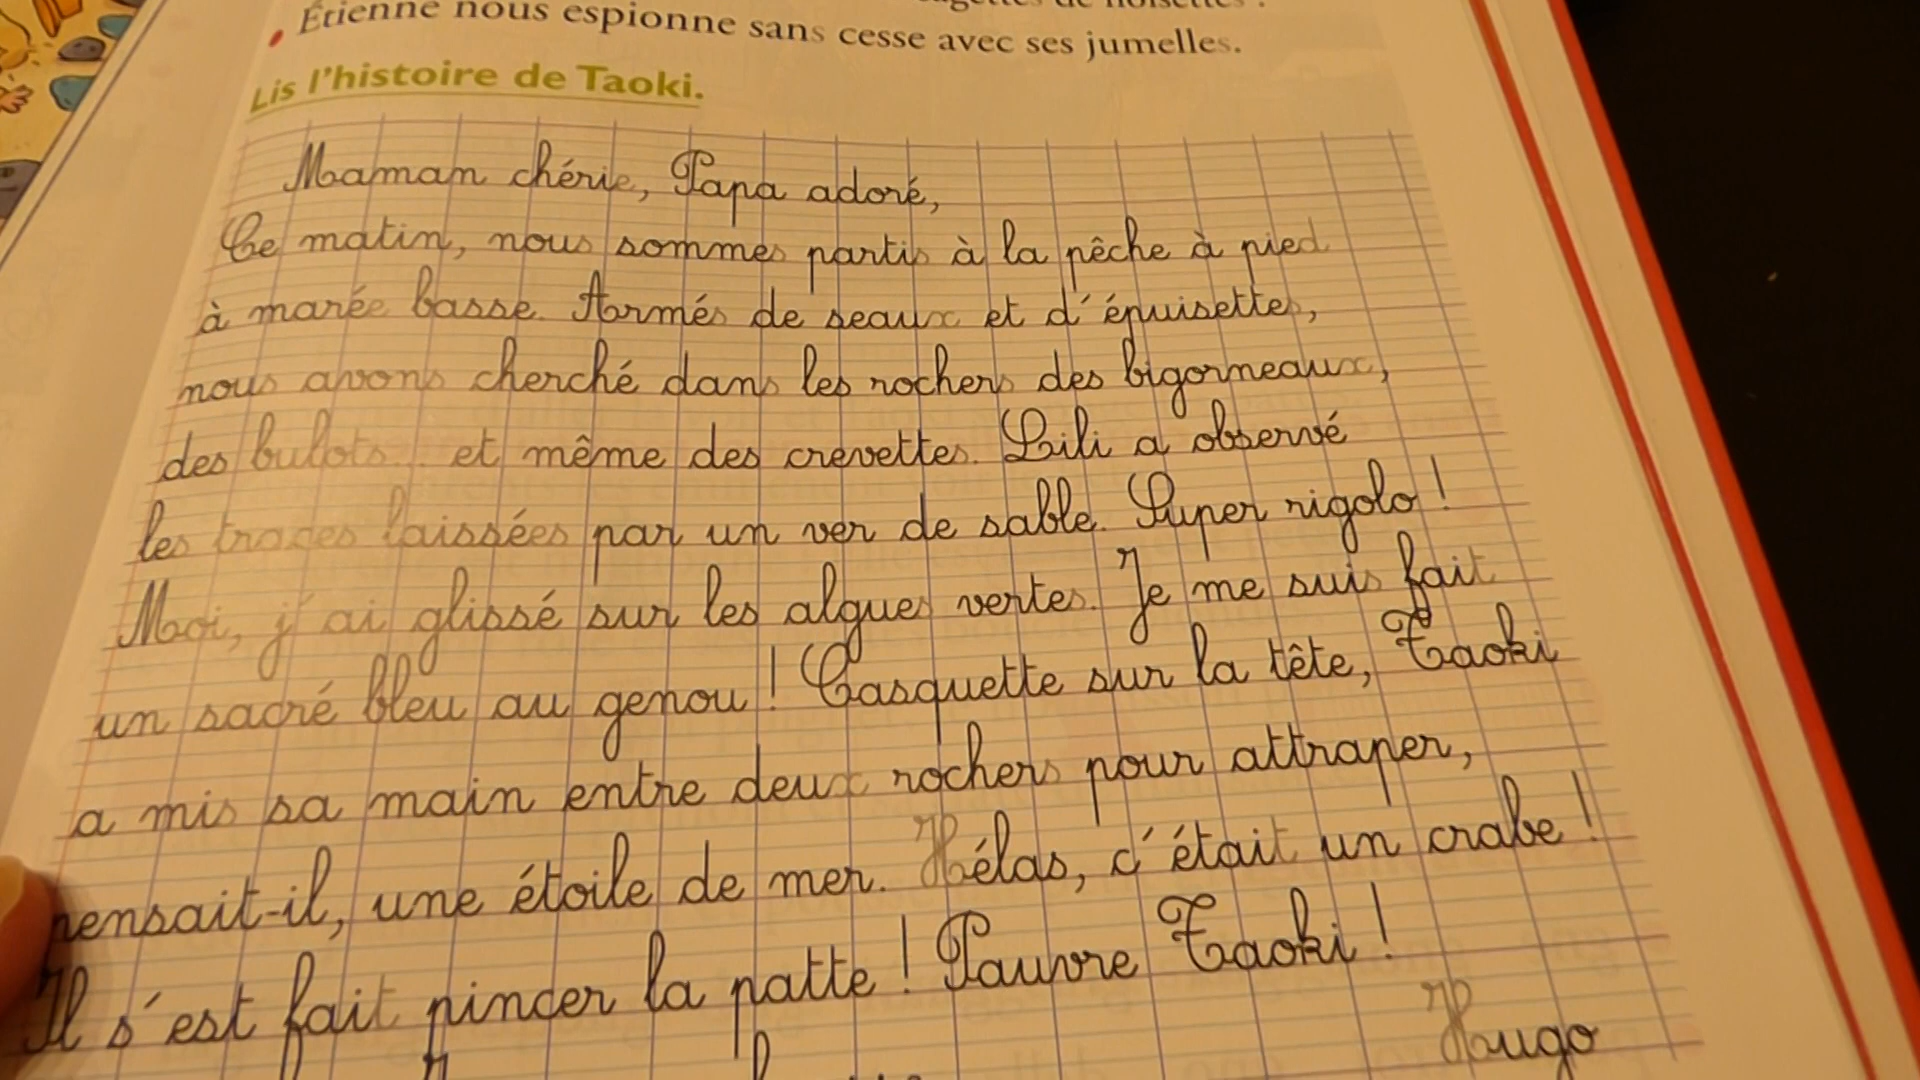 Étienne nous espionne sans cesse avec ses jumelles.
Lis l'histoire de Taoki.
Maman chérie, Papa adoré,
Ce matin, nous sommes partis à la pêche à pied
à marée basse. Armés de seaux et d'épuisettes,
nous avons cherché dans les rochers des bigorneaux,
des bulots et même des crevettes. Lili a observé
les traces laissées par un ver de sable. Super rigolo !
Moi, j'ai glissé sur les algues vertes. Je me suis fait
un sacré bleu au genou ! Casquette sur la tête, Taoki
a mis sa main entre deux rochers pour attraper,
pensait-il, une étoile de mer. Hélas, c'était un crabe !
Il s'est fait pincer la patte ! Pauvre Taoki !
Hugo